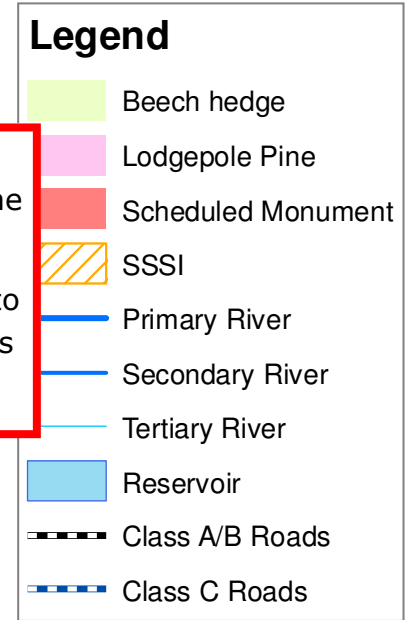 Legend
Beech hedge
Lodgepole Pine
Scheduled Monument
SSSI
Primary River
Secondary River
Tertiary River
Reservoir
Class A/B Roads
Class C Roads